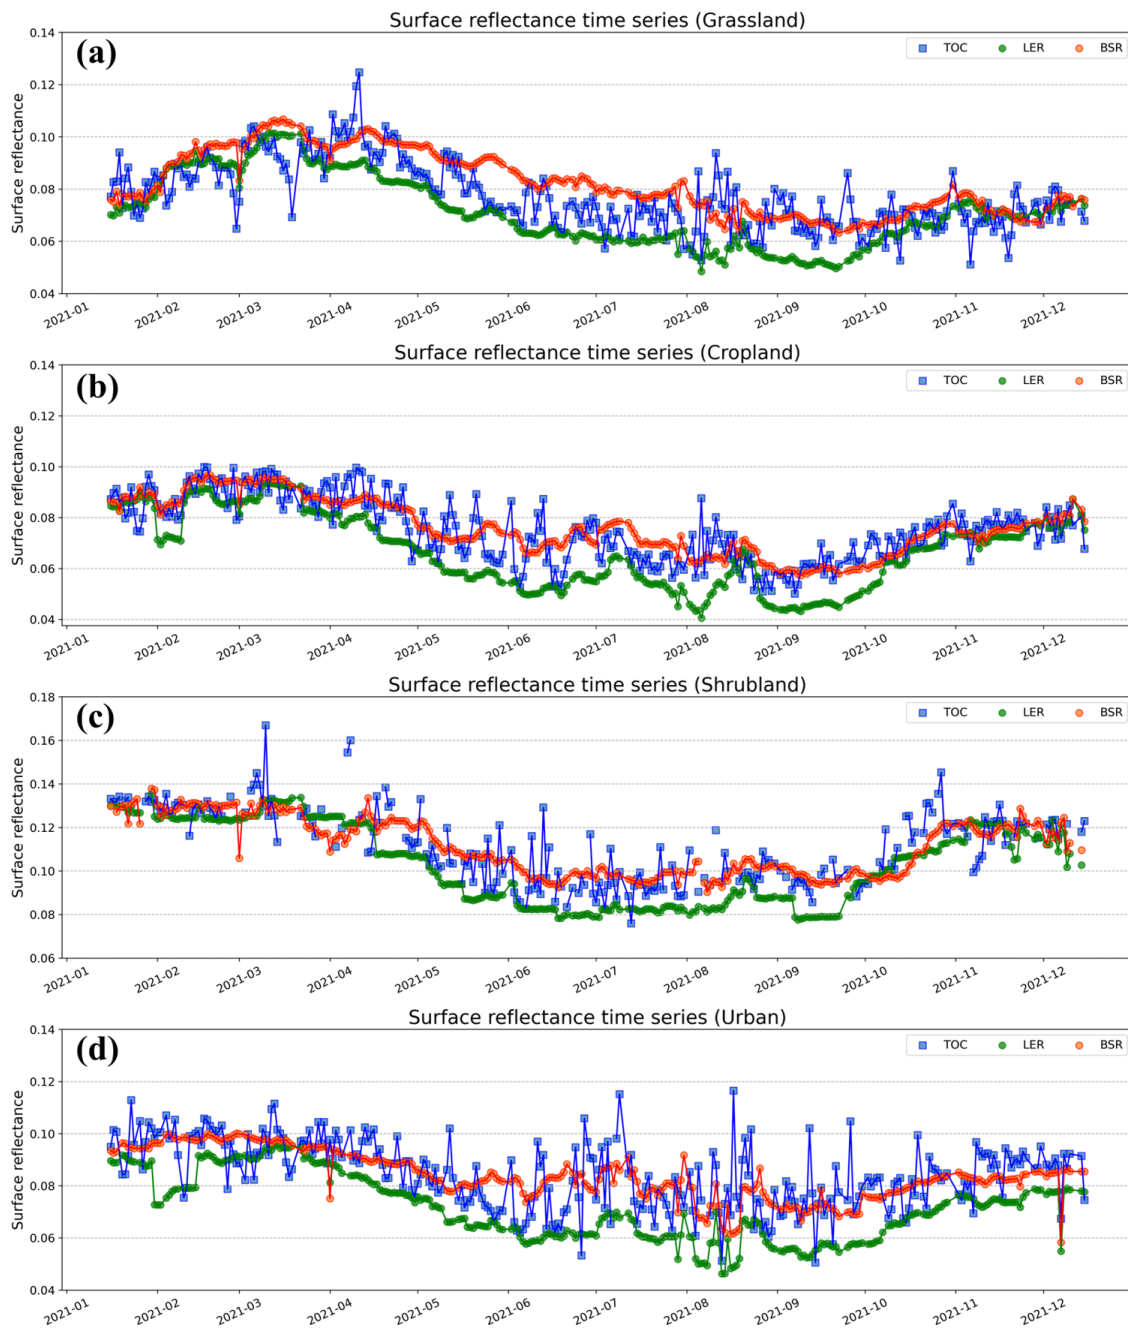 Surface reflectance time series (Grassland)
(a)
TOC LER BSR
Surface reflectance
0.14
0.12
0.10
0.08
0.06
0.04
2021-01 2021-02 2021-03 2021-04 2021-05 2021-06 2021-07 2021-08 2021-09 2021-10 2021-11 2021-12
Surface reflectance time series (Cropland)
(b)
TOC LER BSR
Surface reflectance
0.14
0.12
0.10
0.08
0.06
0.04
2021-01 2021-02 2021-03 2021-04 2021-05 2021-06 2021-07 2021-08 2021-09 2021-10 2021-11 2021-12
Surface reflectance time series (Shrubland)
(c)
TOC LER BSR
Surface reflectance
0.18
0.16
0.14
0.12
0.10
0.08
0.06
2021-01 2021-02 2021-03 2021-04 2021-05 2021-06 2021-07 2021-08 2021-09 2021-10 2021-11 2021-12
Surface reflectance time series (Urban)
(d)
TOC LER BSR
Surface reflectance
0.14
0.12
0.10
0.08
0.06
0.04
2021-01 2021-02 2021-03 2021-04 2021-05 2021-06 2021-07 2021-08 2021-09 2021-10 2021-11 2021-12